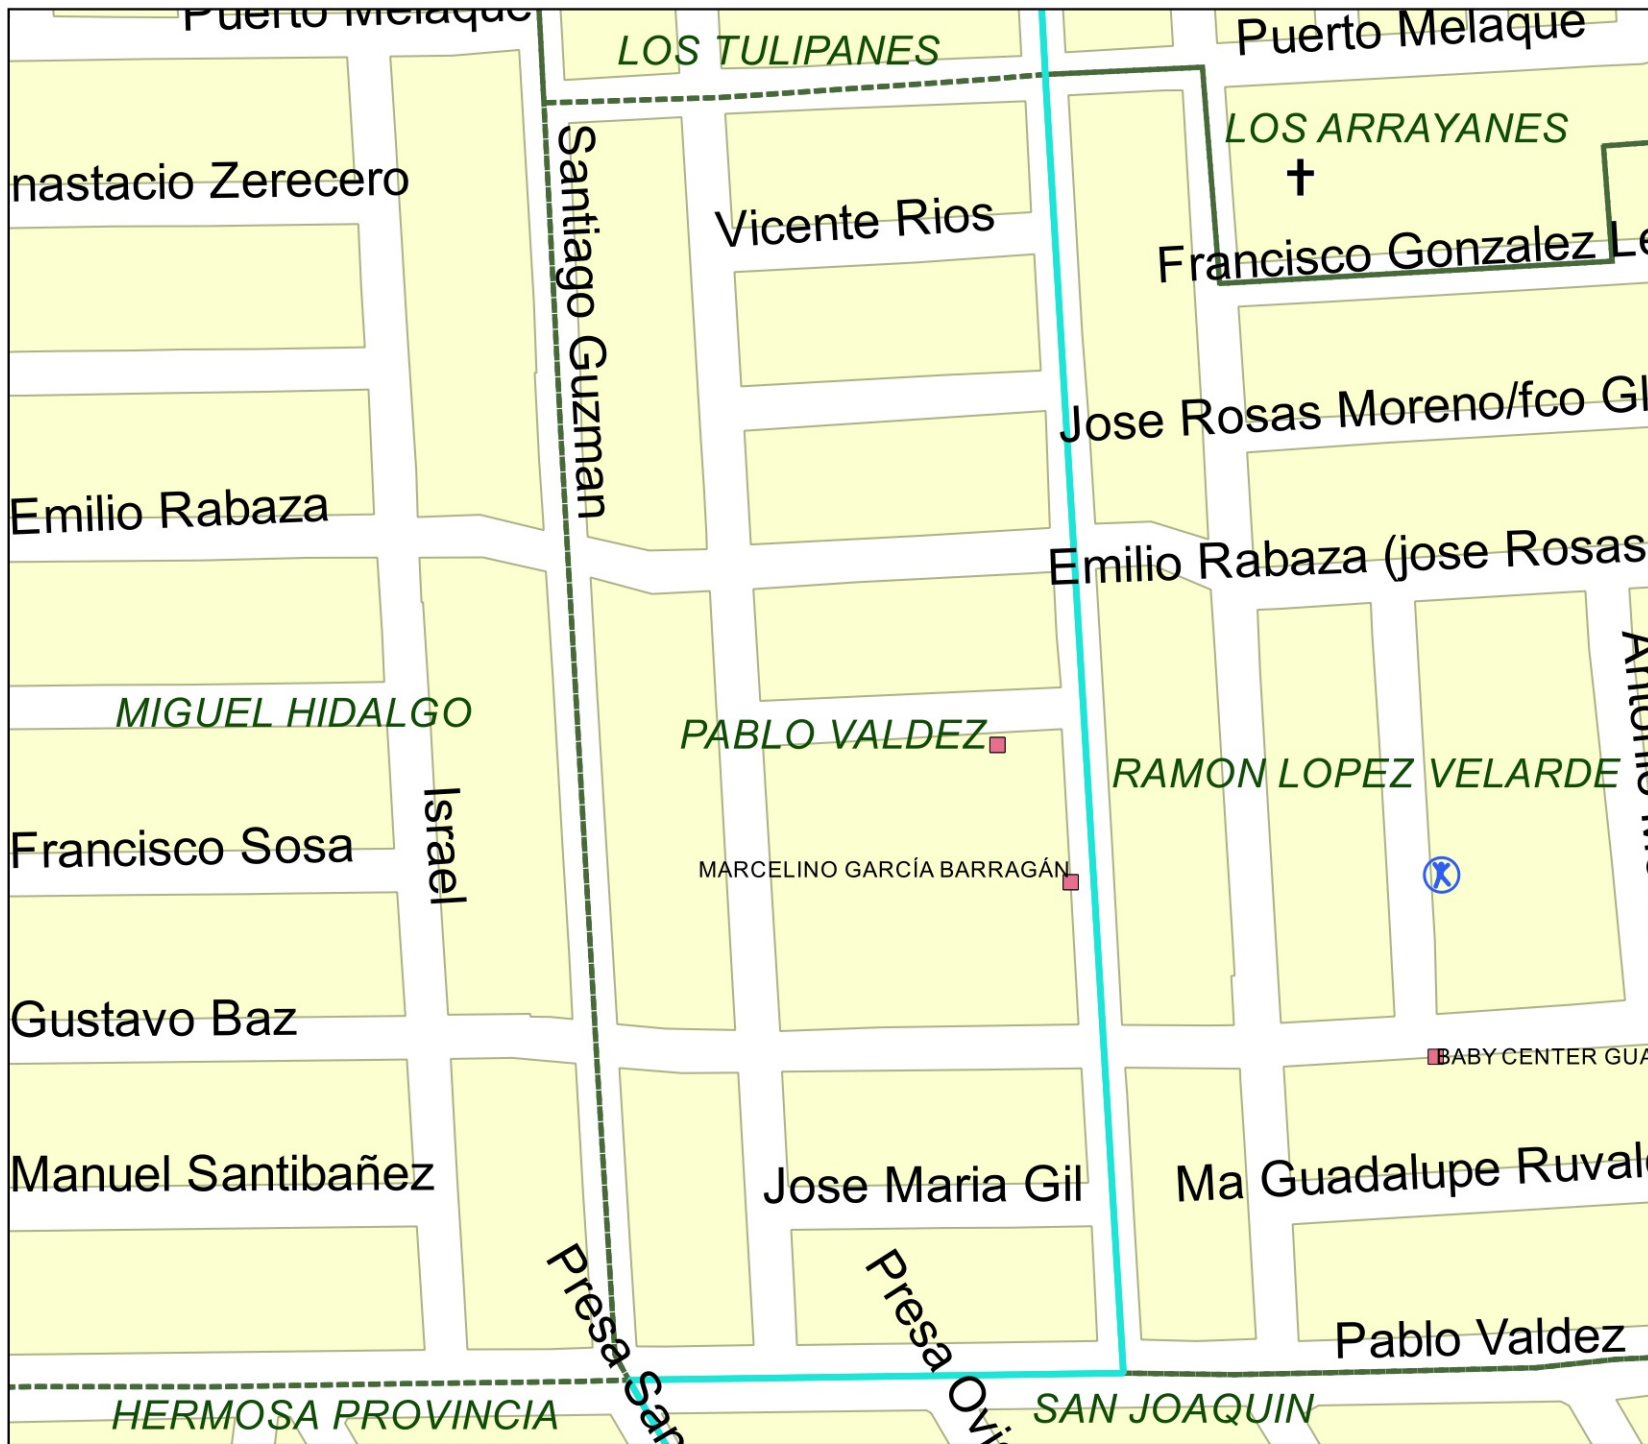 Puerto Melaque
LOS TULIPANES
Puerto Melaque
LOS ARRAYANES
nastacio Zerecero
Santiago Guzman
Vicente Rios
Francisco Gonzalez Le
Jose Rosas Moreno/fco Gl
Emilio Rabaza
Emilio Rabaza (jose Rosas
MIGUEL HIDALGO
PABLO VALDEZ
RAMON LOPEZ VELARDE
Israel
Francisco Sosa
MARCELINO GARCÍA BARRAGÁN
Gustavo Baz
BABY CENTER GUA
Manuel Santibañez
Jose Maria Gil
Ma Guadalupe Ruval
Presa San
Presa Ovi
Pablo Valdez
HERMOSA PROVINCIA
SAN JOAQUIN